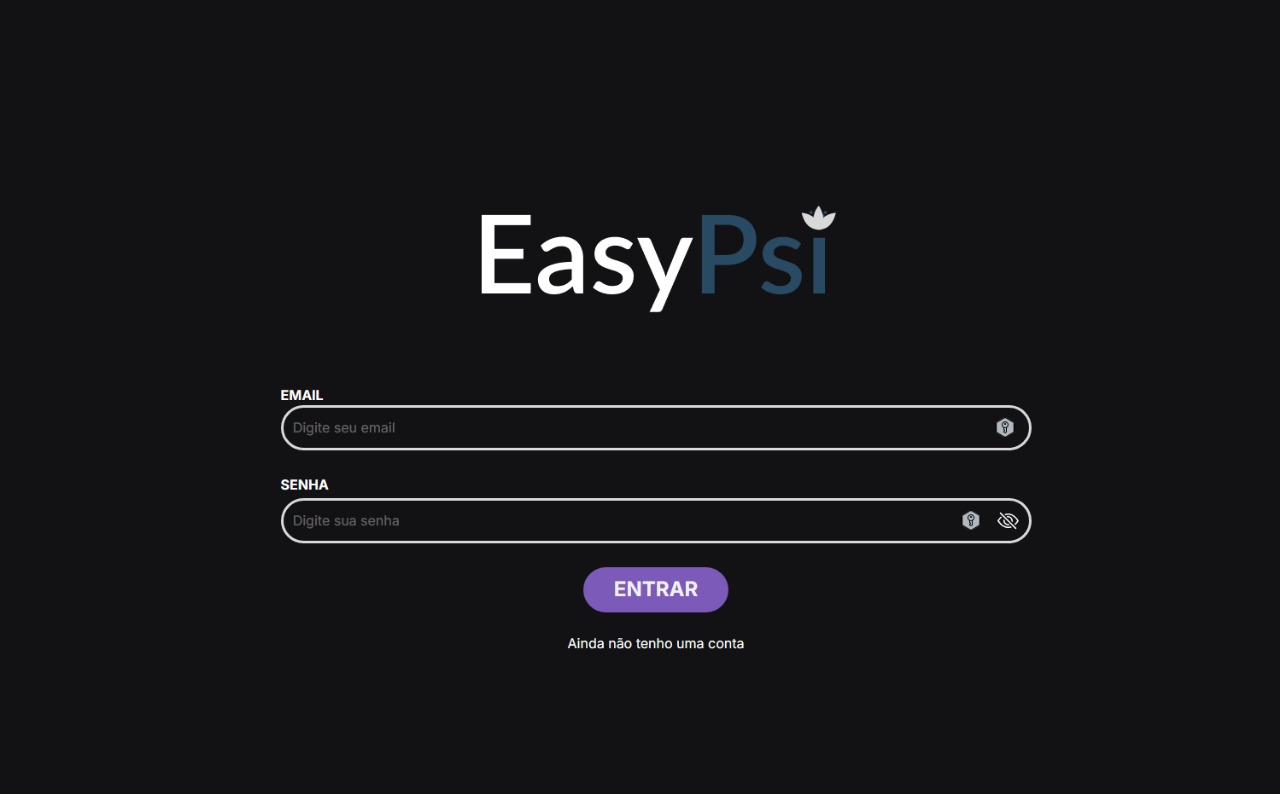 EasyPsi
EMAIL
Digite seu email
SENHA
Digite sua senha
ENTRAR
Ainda não tenho uma conta